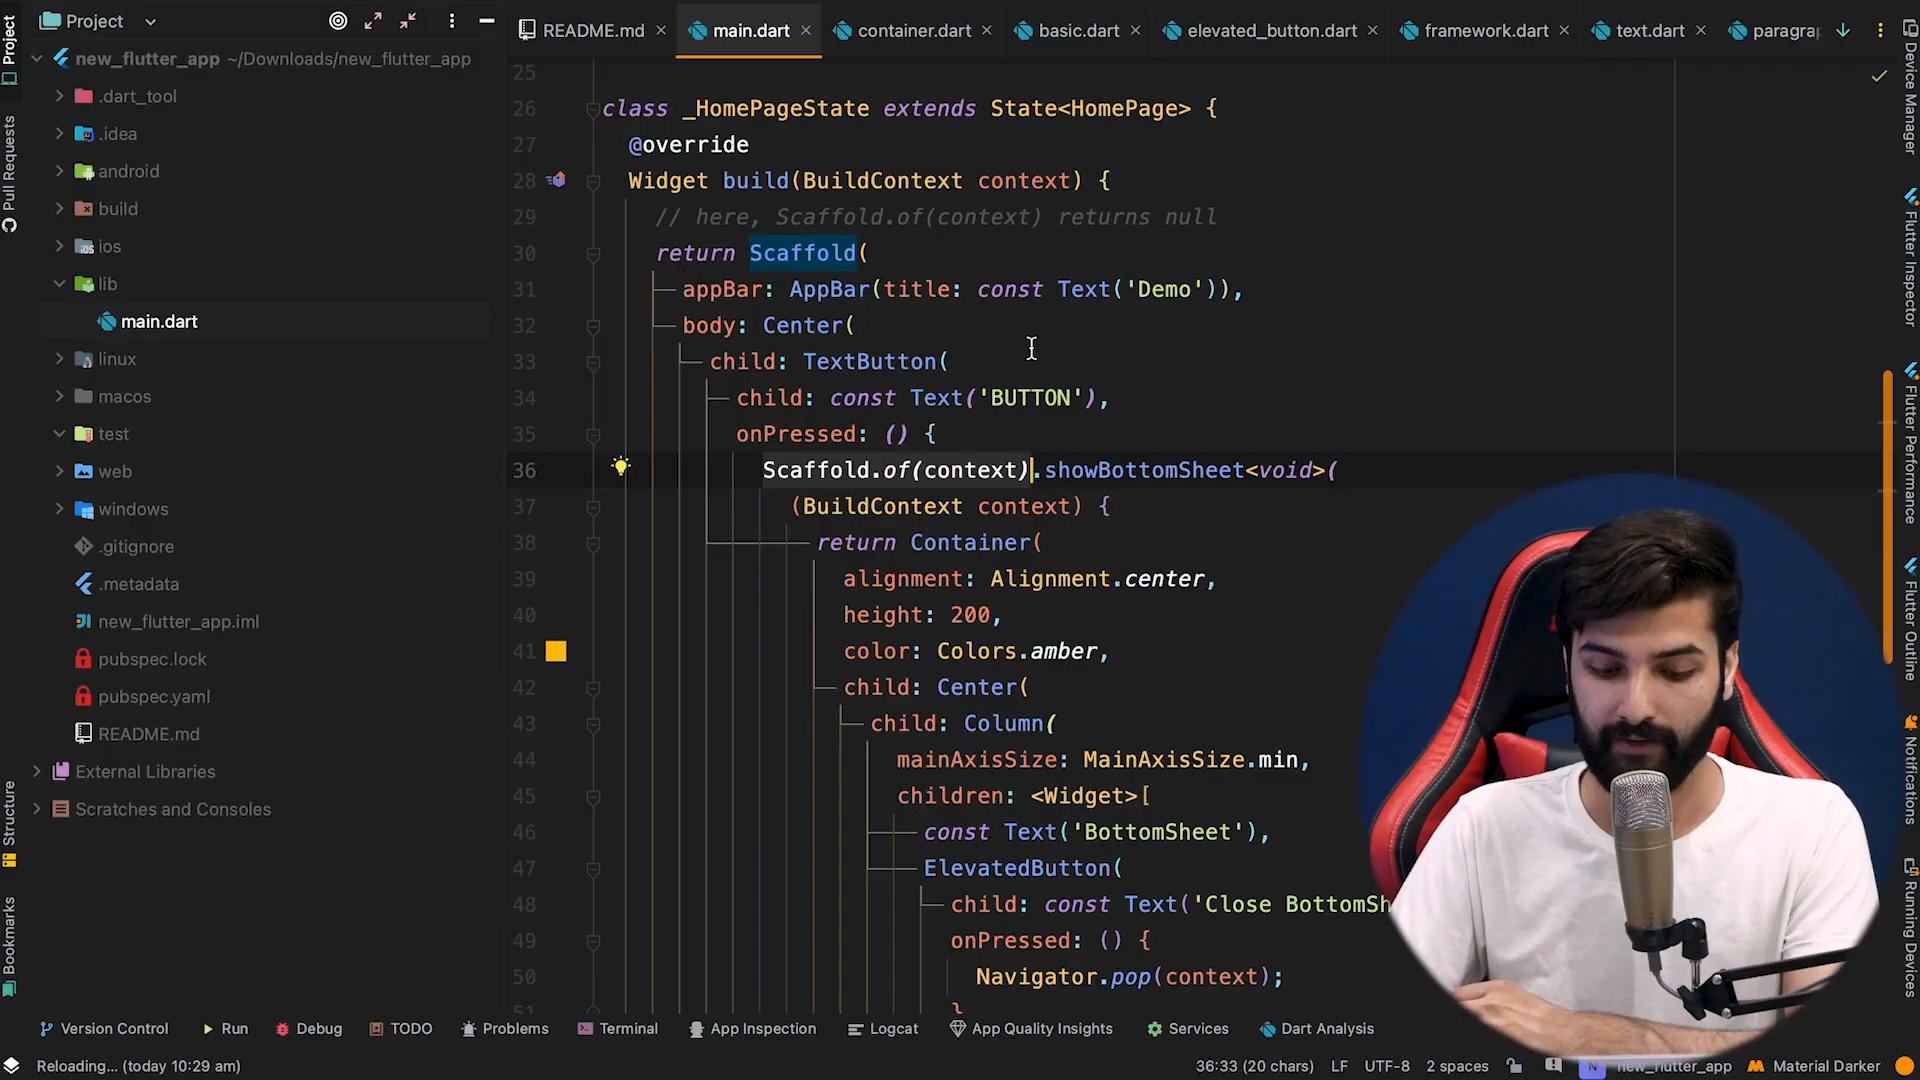 Project
README.md
main.dart
container.dart
basic.dart
elevated_button.dart
framework.dart
text.dart
Project
Pull Requests
Structure
Bookmarks
new_flutter_app ~/Downloads/new_flutter_app
.dart_tool
.idea
android
build
ios
lib
main.dart
linux
macos
test
web
windows
.gitignore
.metadata
new_flutter_app.iml
pubspec.lock
pubspec.yaml
README.md
External Libraries
Scratches and Consoles
25
26 class _HomePageState extends State<HomePage> {
27 @override
28 Widget build(BuildContext context) {
29 // here, Scaffold.of(context) returns null
30 return Scaffold(
31 appBar: AppBar(title: const Text('Demo')),
32 body: Center(
33 child: TextButton(
34 child: const Text('BUTTON'),
35 onPressed: () {
36 Scaffold.of(context).showBottomSheet<void>(
37 (BuildContext context) {
38 return Container(
39 alignment: Alignment.center,
40 height: 200,
41 color: Colors.amber,
42 child: Center(
43 child: Column(
44 mainAxisSize: MainAxisSize.min,
45 children: <Widget>[
46 const Text('BottomSheet'),
47 ElevatedButton(
48 child: const Text('Close BottomSh
49 onPressed: () {
50 Navigator.pop(context);
}
Device Manager
Flutter Inspector
Flutter Performance
Flutter Outline
Notifications
Running Devices
Version Control
Run
Debug
TODO
Problems
Terminal
App Inspection
Logcat
App Quality Insights
Services
Dart Analysis
Reloading... (today 10:29 am)
36:33 (20 chars)
LF
UTF-8
2 spaces
N
new_flutter_app
Material Darker